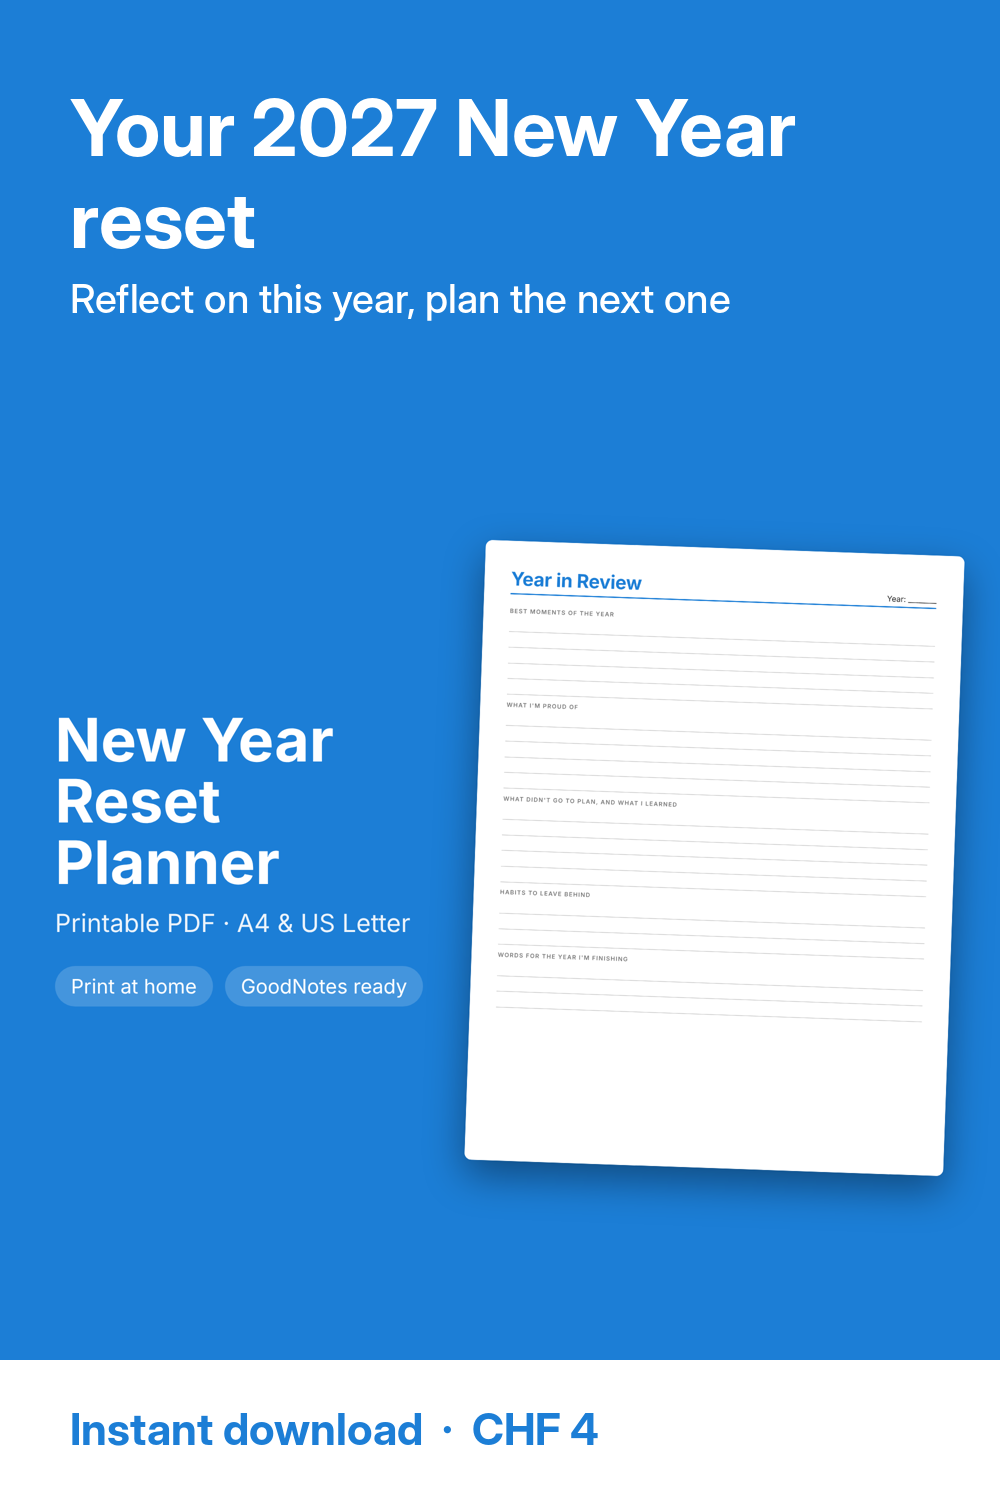 Your 2027 New Year
reset
Reflect on this year, plan the next one
Year in Review
Year: ______
BEST MOMENTS OF THE YEAR
WHAT I'M PROUD OF
WHAT DIDN'T GO TO PLAN, AND WHAT I LEARNED
HABITS TO LEAVE BEHIND
WORDS FOR THE YEAR I'M FINISHING
New Year
Reset
Planner
Printable PDF · A4 & US Letter
Print at home
GoodNotes ready
Instant download · CHF 4